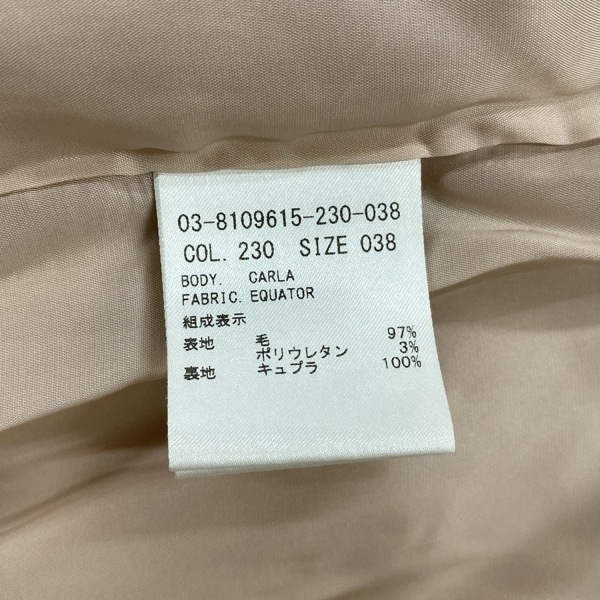 03-8109615-230-038
COL. 230 SIZE 038
BODY. CARLA
FABRIC. EQUATOR
組成表示
表地 毛 97%
ポリウレタン 3%
裏地 キュプラ 100%